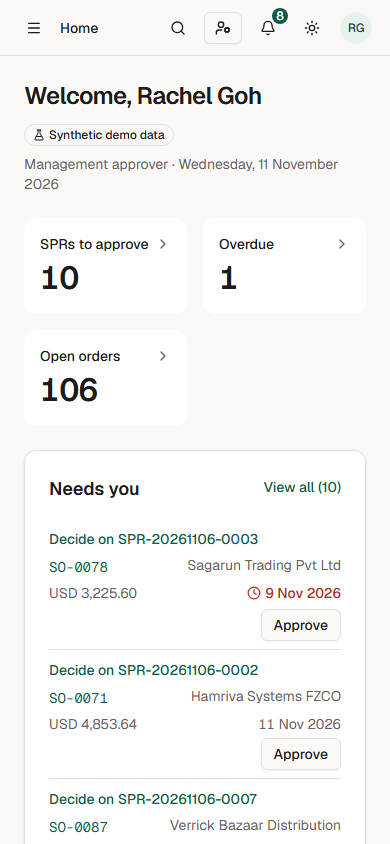 Home
8
RG
Welcome, Rachel Goh
Synthetic demo data
Management approver · Wednesday, 11 November
2026
SPRs to approve
10
Overdue
1
Open orders
106
Needs you
View all (10)
Decide on SPR-20261106-0003
SO-0078
Sagarun Trading Pvt Ltd
USD 3,225.60
9 Nov 2026
Approve
Decide on SPR-20261106-0002
SO-0071
Hamriva Systems FZCO
USD 4,853.64
11 Nov 2026
Approve
Decide on SPR-20261106-0007
SO-0087
Verrick Bazaar Distribution